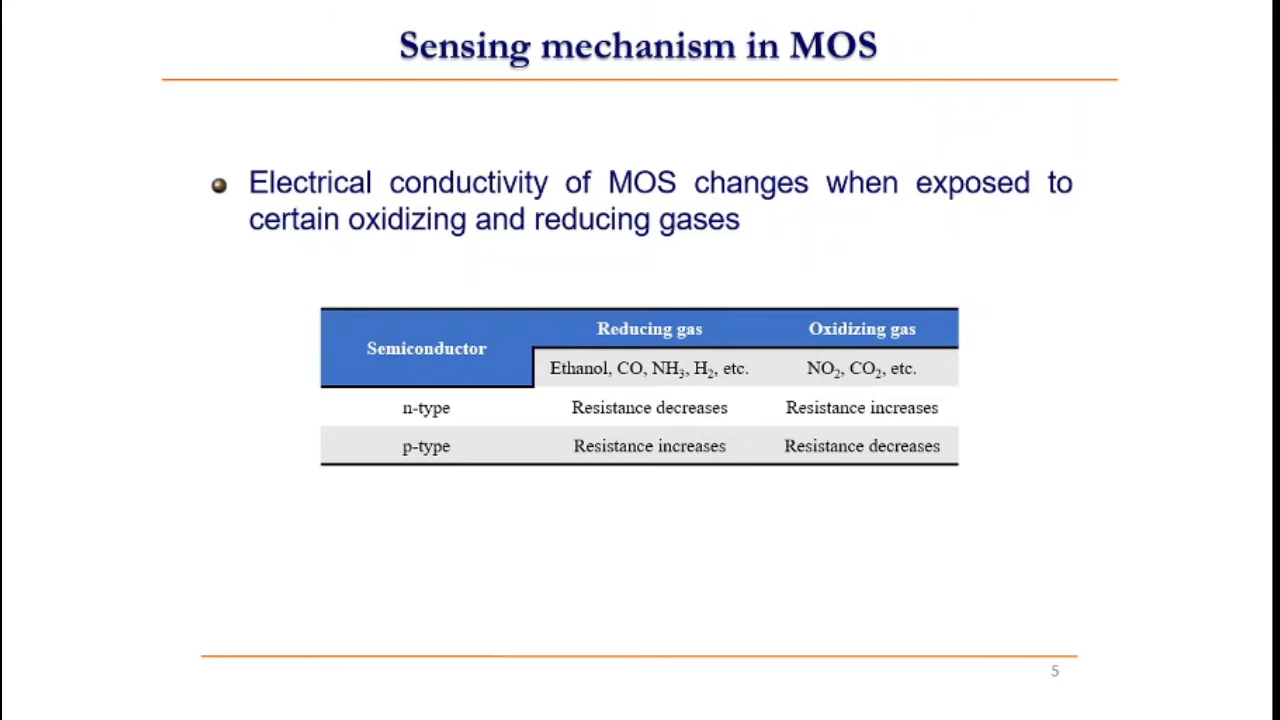 Sensing mechanism in MOS
Electrical conductivity of MOS changes when exposed to
certain oxidizing and reducing gases
Semiconductor
Reducing gas
Oxidizing gas
Ethanol, CO, NH₃, H₂, etc.
NO₂, CO₂, etc.
n-type
Resistance decreases
Resistance increases
p-type
Resistance increases
Resistance decreases
5